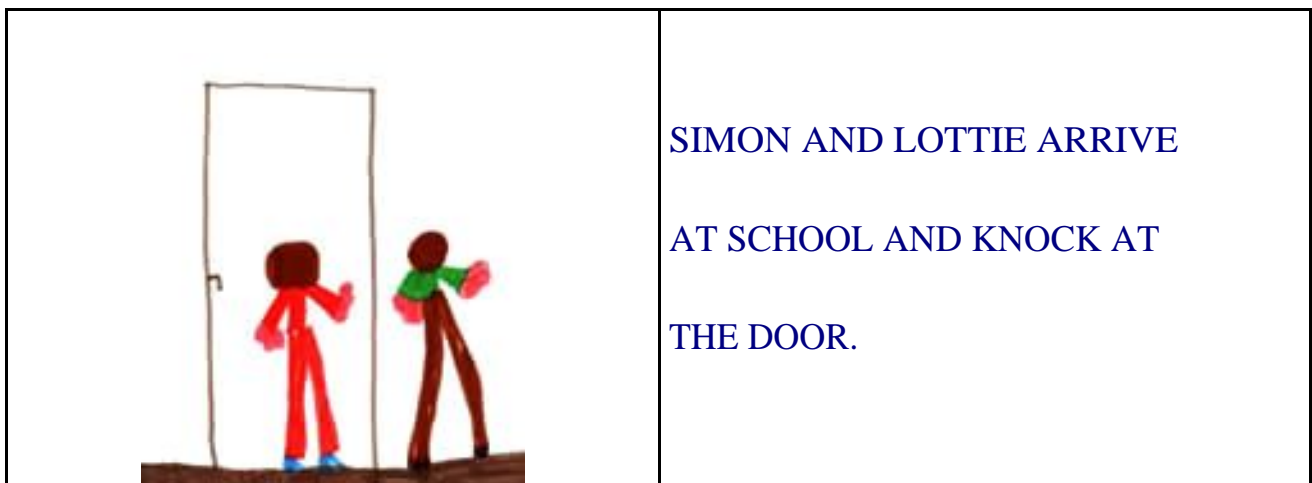 SIMON AND LOTTIE ARRIVE
AT SCHOOL AND KNOCK AT
THE DOOR.